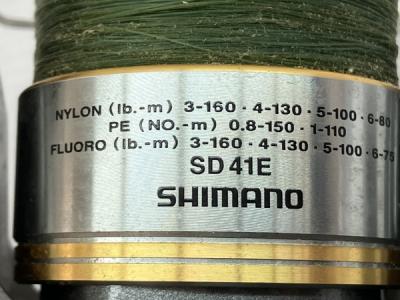 NYLON (lb.-m) 3-160 · 4-130 · 5-100 · 6-80
PE (NO.-m) 0.8-150 · 1-110
FLUORO (lb.-m) 3-160 · 4-130 · 5-100 · 6-75
SD 41E
SHIMANO